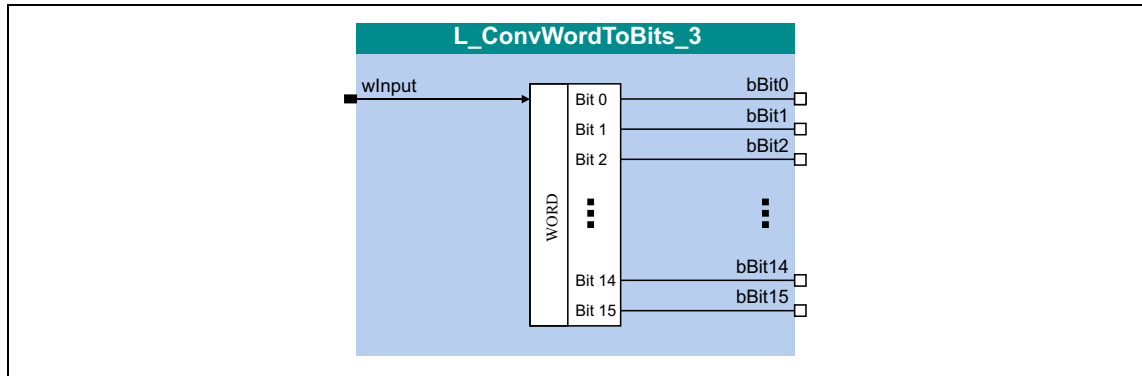 L_ConvWordToBits_3
wInput
WORD
Bit 0
bBit0
Bit 1
bBit1
Bit 2
bBit2
Bit 14
bBit14
Bit 15
bBit15